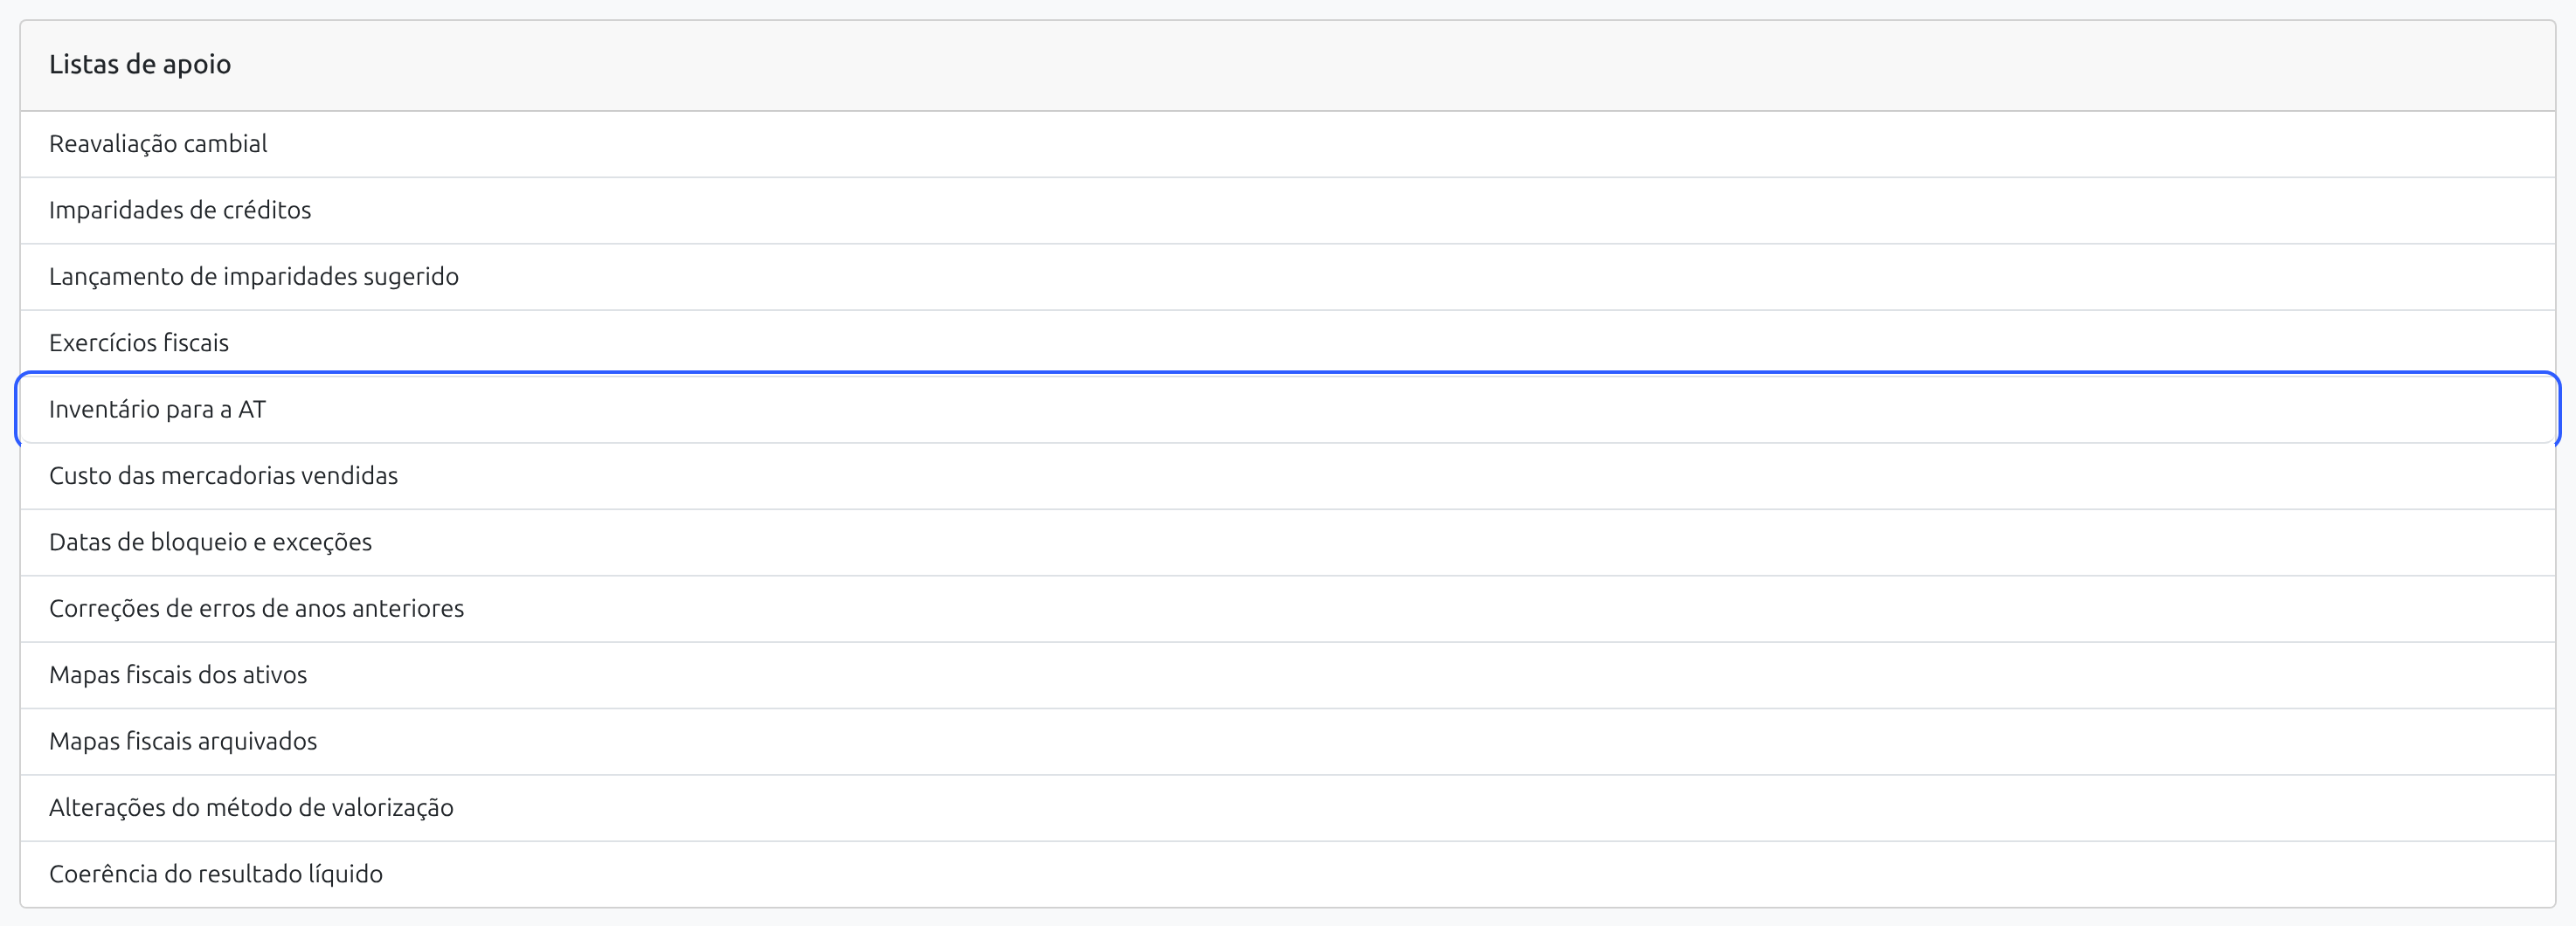 Listas de apoio
Reavaliação cambial
Imparidades de créditos
Lançamento de imparidades sugerido
Exercícios fiscais
Inventário para a AT
Custo das mercadorias vendidas
Datas de bloqueio e exceções
Correções de erros de anos anteriores
Mapas fiscais dos ativos
Mapas fiscais arquivados
Alterações do método de valorização
Coerência do resultado líquido